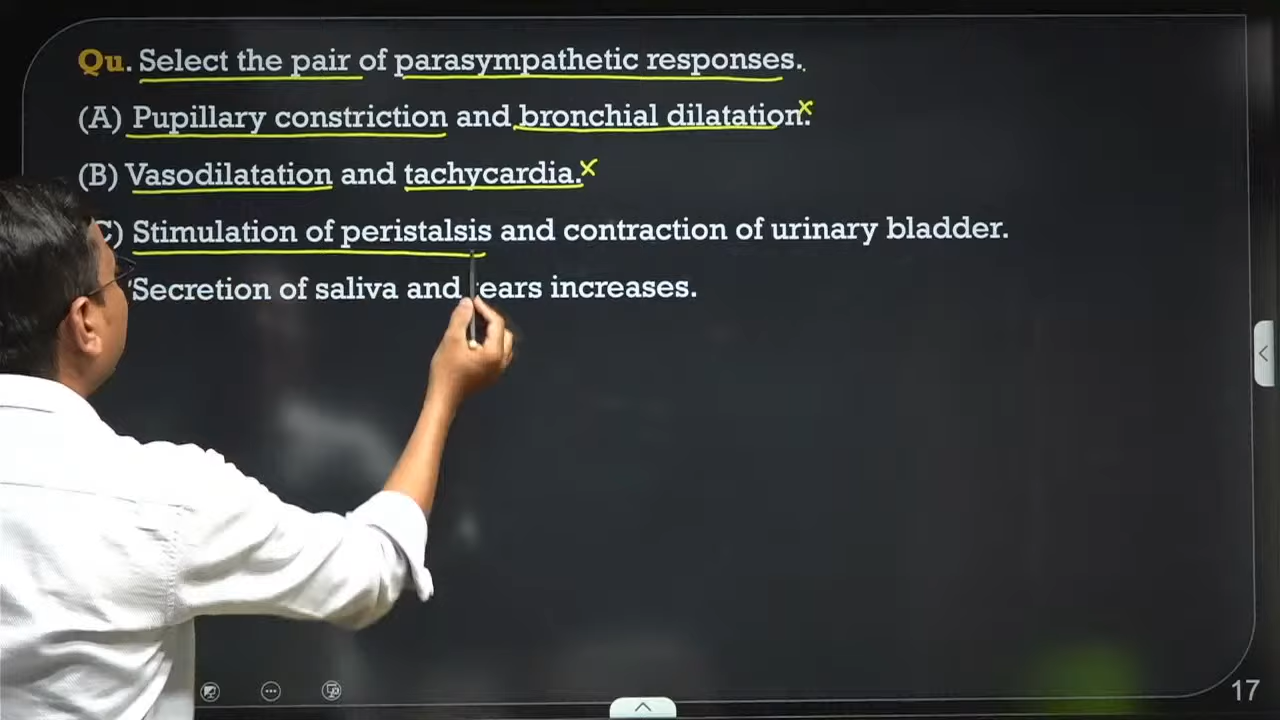 Qu. Select the pair of parasympathetic responses.
(A) Pupillary constriction and bronchial dilatation. x
(B) Vasodilatation and tachycardia. x
C) Stimulation of peristalsis and contraction of urinary bladder.
Secretion of saliva and ears increases.
17